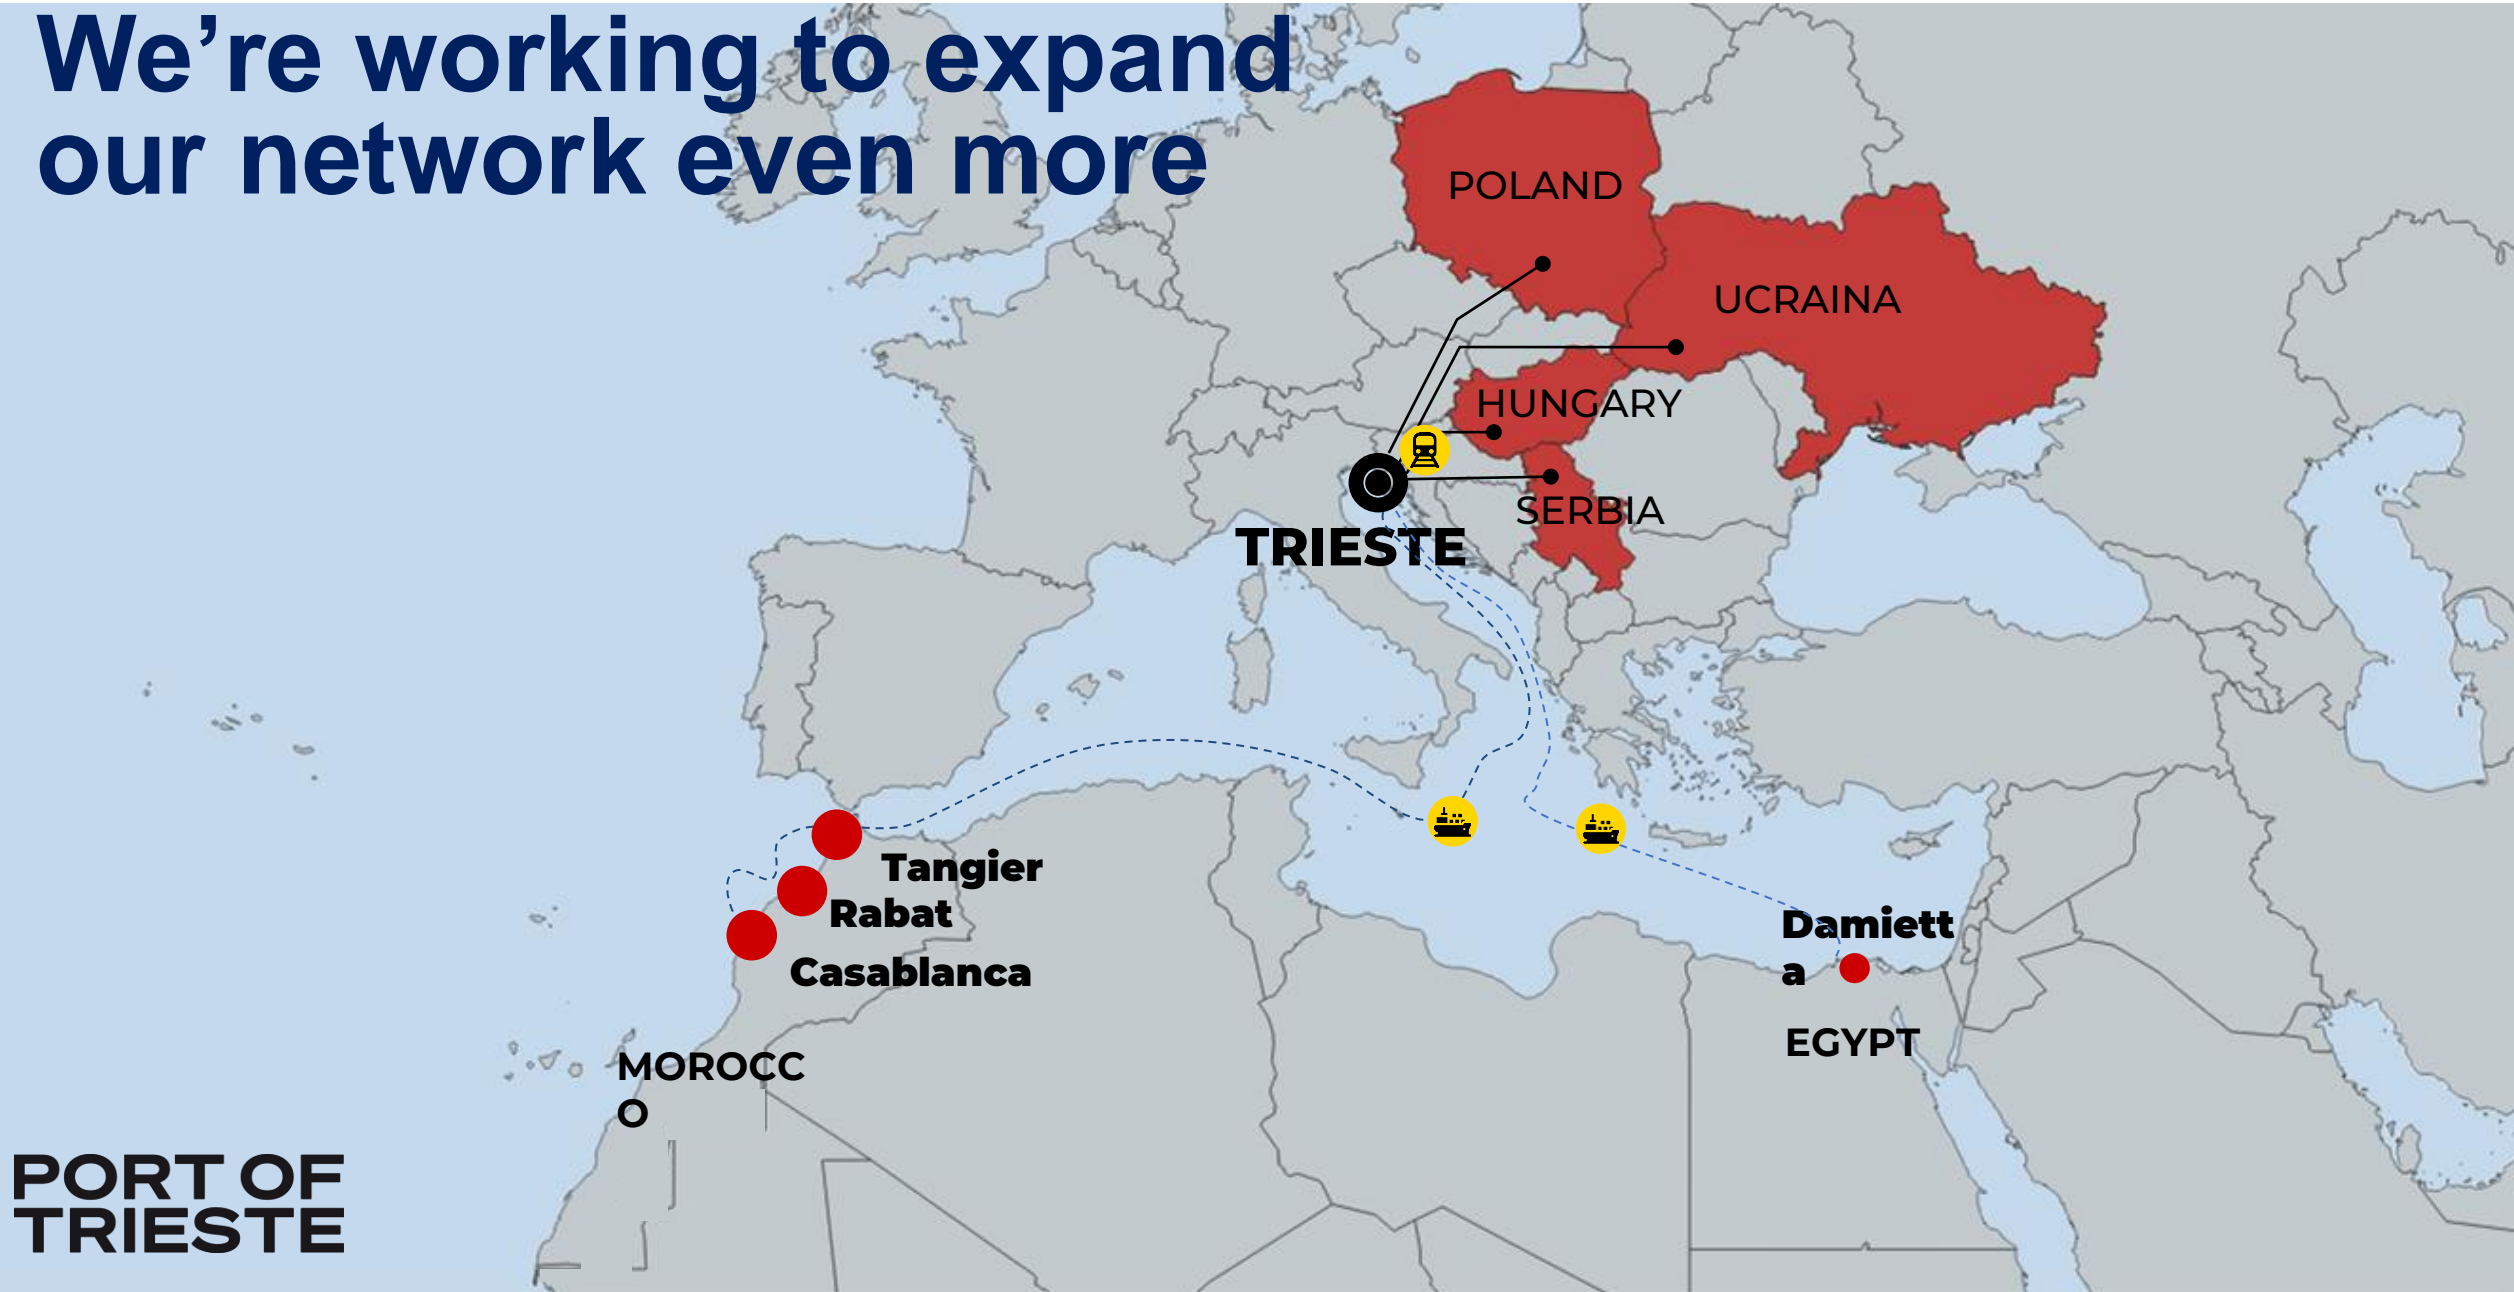 We’re working to expand
our network even more
POLAND
UCRAINA
HUNGARY
SERBIA
TRIESTE
Tangier
Rabat
Casablanca
Damiett
a
EGYPT
MOROCC
O
PORT OF
TRIESTE